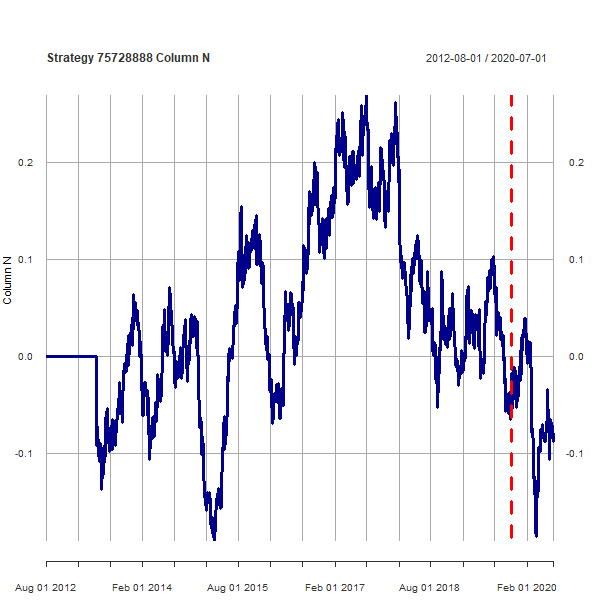 Strategy 75728888 Column N 2012-08-01 / 2020-07-01
0.2 0.2
0.1 0.1
Column N
0.0 0.0
-0.1 -0.1
Aug 01 2012 Feb 01 2014 Aug 01 2015 Feb 01 2017 Aug 01 2018 Feb 01 2020